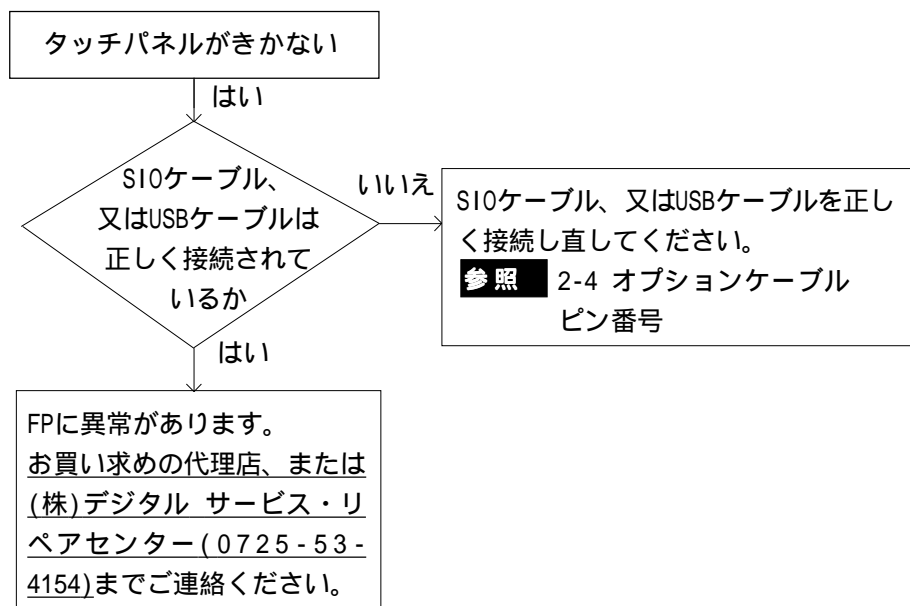 タッチパネルがきかない
はい
SIOケーブル、
又はUSBケーブルは
正しく接続されて
いるか
いいえ
SIOケーブル、又はUSBケーブルを正し
く接続し直してください。
参照 2-4 オプションケーブル
ピン番号
はい
FPに異常があります。
お買い求めの代理店、または
(株)デジタル サービス・リ
ペアセンター(0725-53-
4154)までご連絡ください。